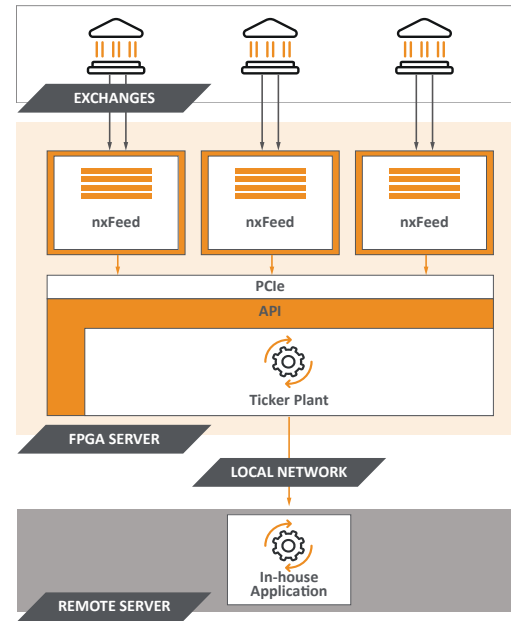 EXCHANGES
nxFeed
nxFeed
nxFeed
PCIe
API
Ticker Plant
FPGA SERVER
LOCAL NETWORK
In-house
Application
REMOTE SERVER